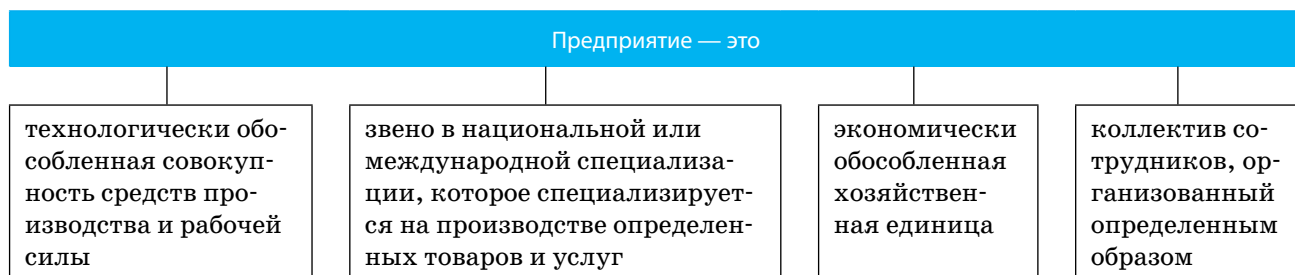 Предприятие — это
технологически обо-
собленная совокуп-
ность средств про-
изводства и рабочей
силы
звено в национальной или
международной специализа-
ции, которое специализирует-
ся на производстве определен-
ных товаров и услуг
экономически
обособленная
хозяйствен-
ная единица
коллектив со-
трудников, ор-
ганизованный
определенным
образом